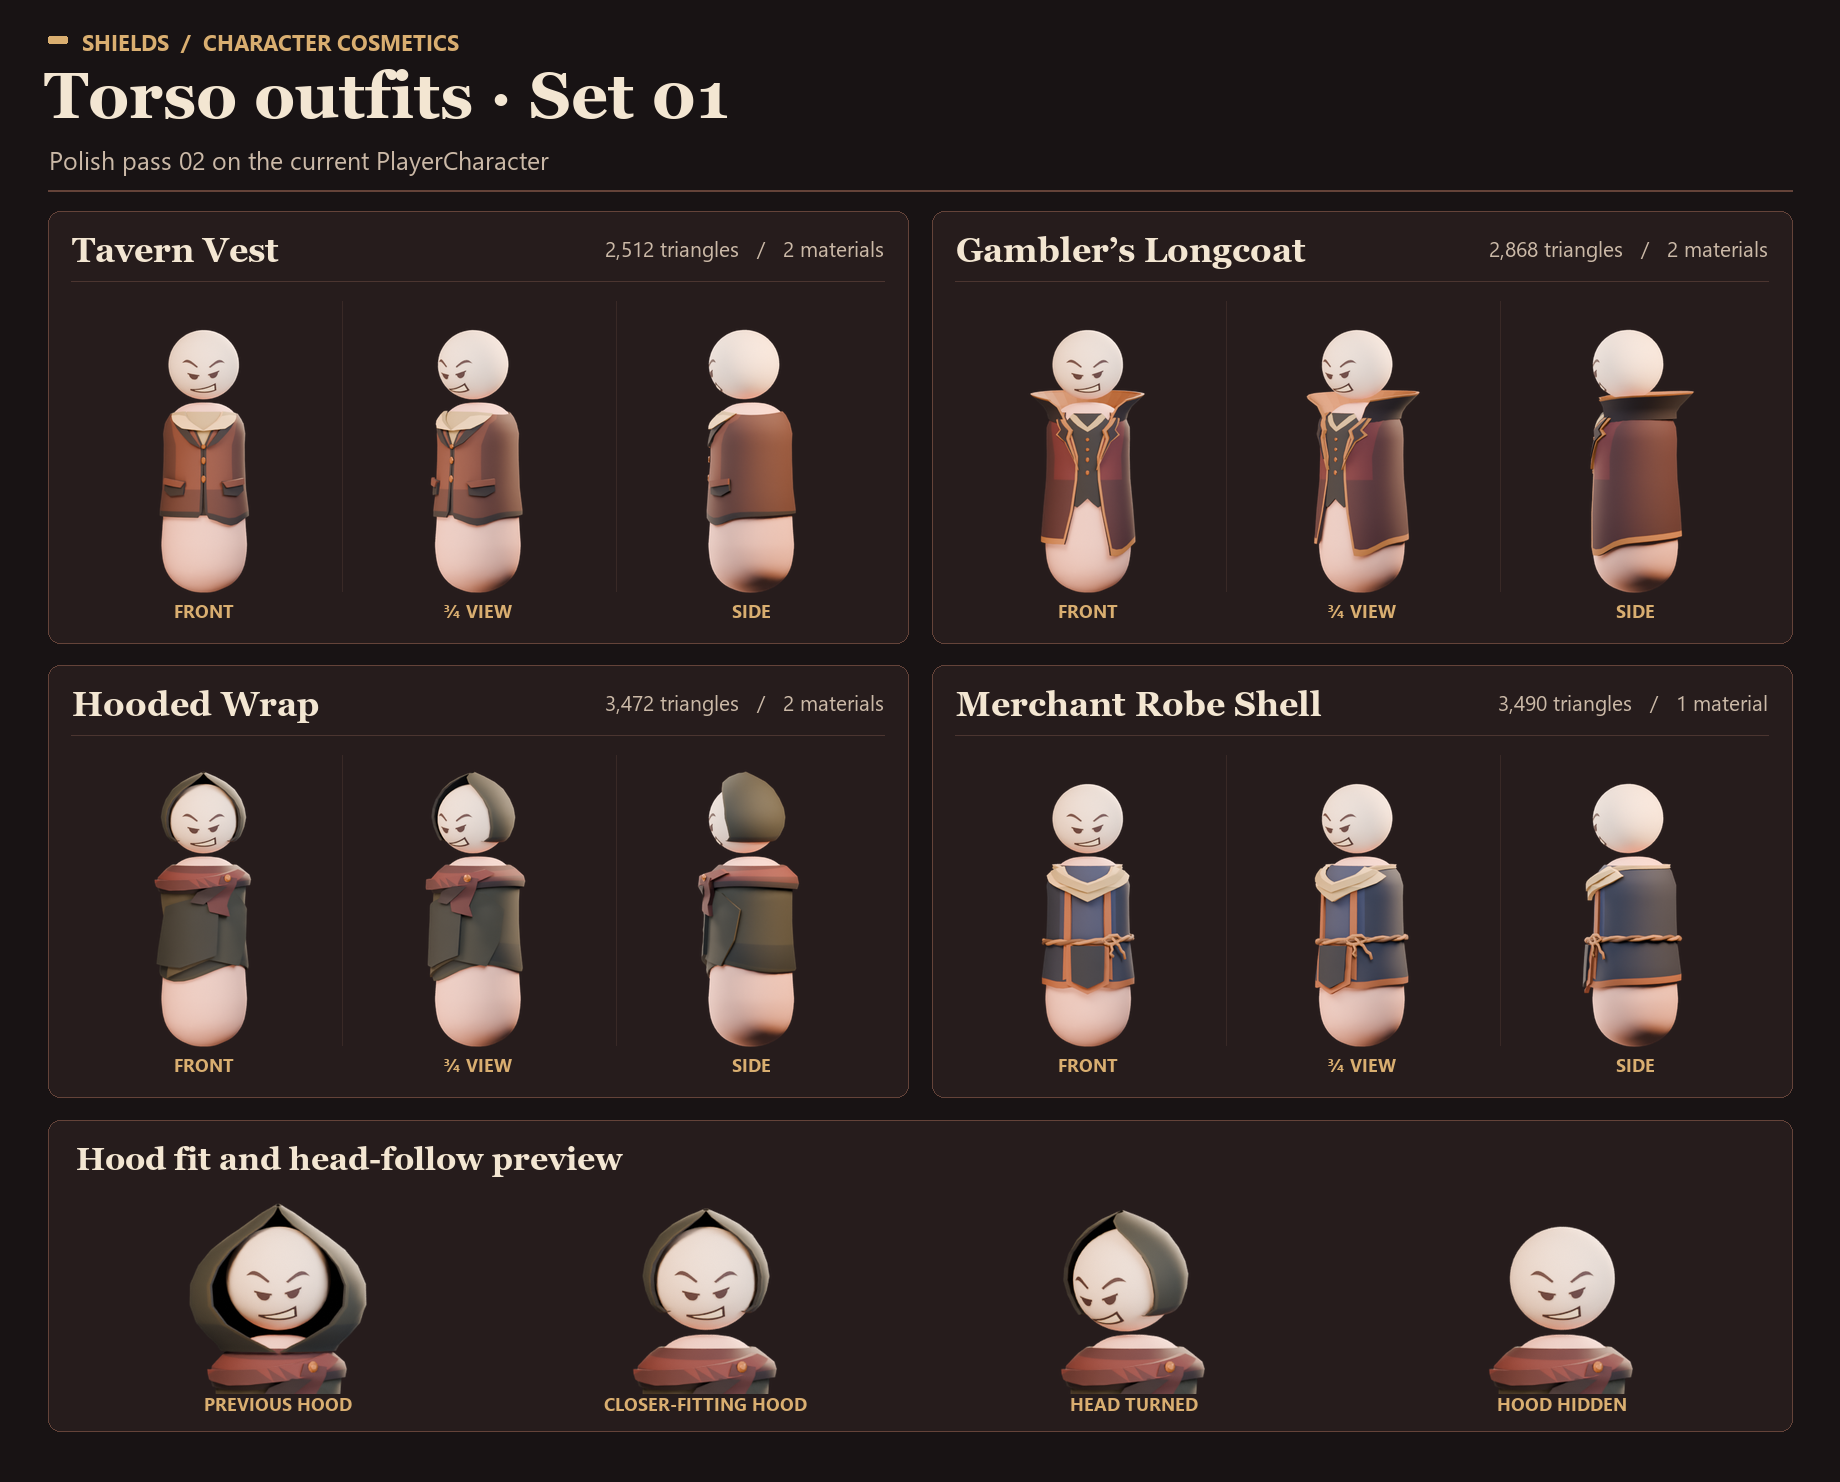 SHIELDS / CHARACTER COSMETICS
Torso outfits · Set 01
Polish pass 02 on the current PlayerCharacter
Tavern Vest
2,512 triangles / 2 materials
FRONT
¾ VIEW
SIDE
Gambler’s Longcoat
2,868 triangles / 2 materials
FRONT
¾ VIEW
SIDE
Hooded Wrap
3,472 triangles / 2 materials
FRONT
¾ VIEW
SIDE
Merchant Robe Shell
3,490 triangles / 1 material
FRONT
¾ VIEW
SIDE
Hood fit and head-follow preview
PREVIOUS HOOD
CLOSER-FITTING HOOD
HEAD TURNED
HOOD HIDDEN